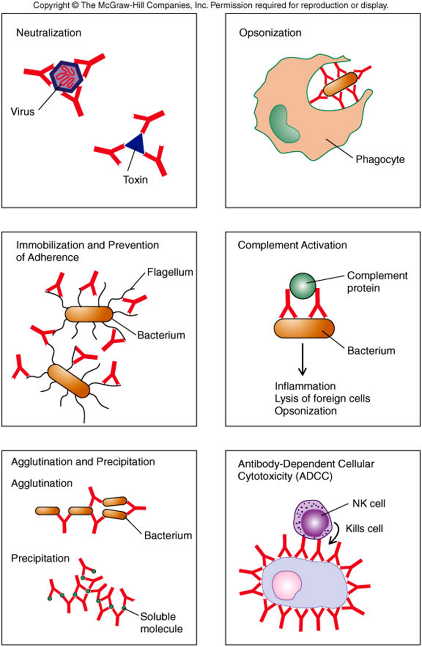 Copyright © The McGraw-Hill Companies, Inc. Permission required for reproduction or display.
Neutralization
Virus
Toxin
Opsonization
Phagocyte
Immobilization and Prevention
of Adherence
Flagellum
Bacterium
Complement Activation
Complement
protein
Bacterium
Inflammation
Lysis of foreign cells
Opsonization
Agglutination and Precipitation
Agglutination
Bacterium
Precipitation
Soluble
molecule
Antibody-Dependent Cellular
Cytotoxicity (ADCC)
NK cell
Kills cell